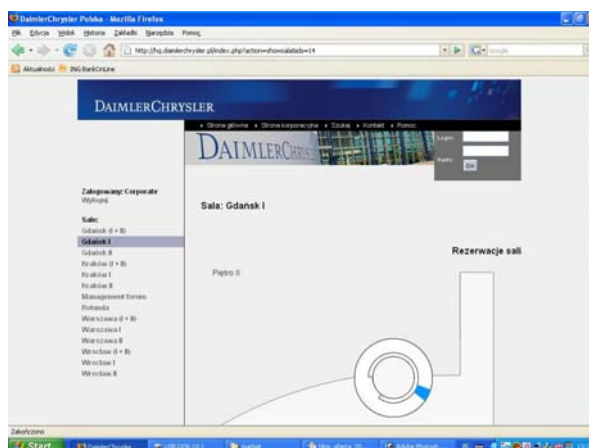 DaimlerChrysler Polska - Mozilla Firefox
Plik Edycja Widok Historia Zakładki Narzędzia Pomoc
http://hq.daimlerchrysler.pl/index.php?action=showsala&ids=14
Google
Aktualności ING BankOnLine
DAIMLERCHRYSLER
Strona główna Strona korporacyjna Szukaj Kontakt Pomoc
DAIMLERCHRYSLER
Login:
Hasło:
OK
Zalogowany: Corporate
Wyloguj
Sala: Gdańsk I
Sale:
Gdańsk (I + II)
Gdańsk I
Gdańsk II
Kraków (I + II)
Kraków I
Kraków II
Management forum
Rotunda
Warszawa (I + II)
Warszawa I
Warszawa II
Wrocław (I + II)
Wrocław I
Wrocław II
Rezerwacje sali
Piętro II
Zakończono
Start